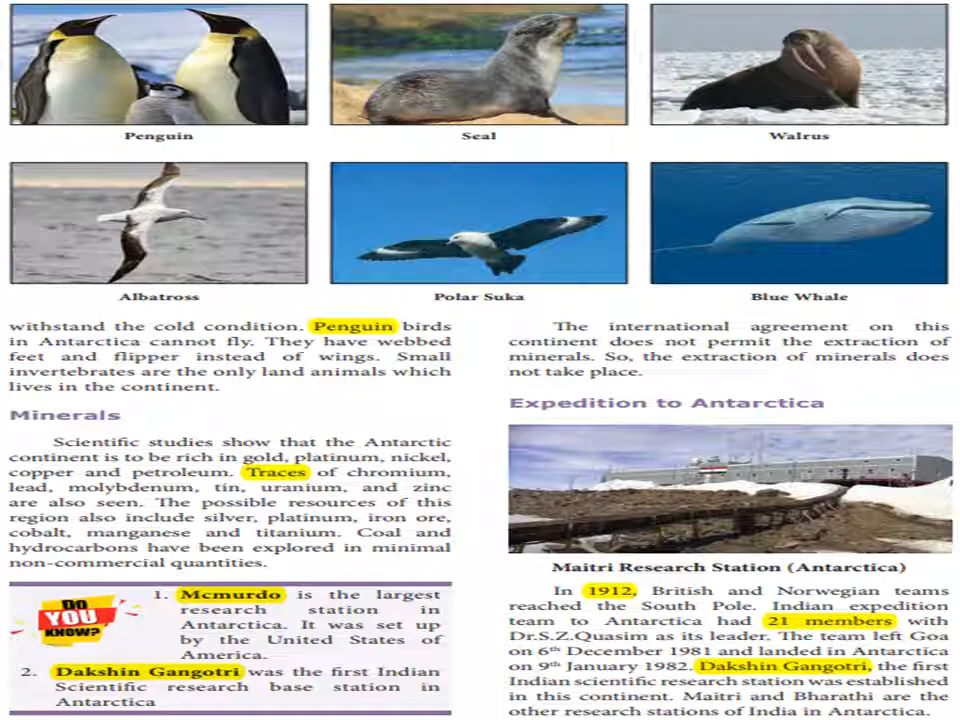 Penguin
Seal
Walrus
Albatross
Polar Suka
Blue Whale
withstand the cold condition. Penguin birds
in Antarctica cannot fly. They have webbed
feet and flipper instead of wings. Small
invertebrates are the only land animals which
lives in the continent.
Minerals
Scientific studies show that the Antarctic
continent is to be rich in gold, platinum, nickel,
copper and petroleum. Traces of chromium,
lead, molybdenum, tin, uranium, and zinc
are also seen. The possible resources of this
region also include silver, platinum, iron ore,
cobalt, manganese and titanium. Coal and
hydrocarbons have been explored in minimal
non-commercial quantities.
DO
YOU
KNOW?
1. Mcmurdo is the largest
research station in
Antarctica. It was set up
by the United States of
America.
2. Dakshin Gangotri was the first Indian
Scientific research base station in
Antarctica
The international agreement on this
continent does not permit the extraction of
minerals. So, the extraction of minerals does
not take place.
Expedition to Antarctica
Maitri Research Station (Antarctica)
In 1912, British and Norwegian teams
reached the South Pole. Indian expedition
team to Antarctica had 21 members with
Dr.S.Z.Quasim as its leader. The team left Goa
on 6th December 1981 and landed in Antarctica
on 9th January 1982. Dakshin Gangotri, the first
Indian scientific research station was established
in this continent. Maitri and Bharathi are the
other research stations of India in Antarctica.